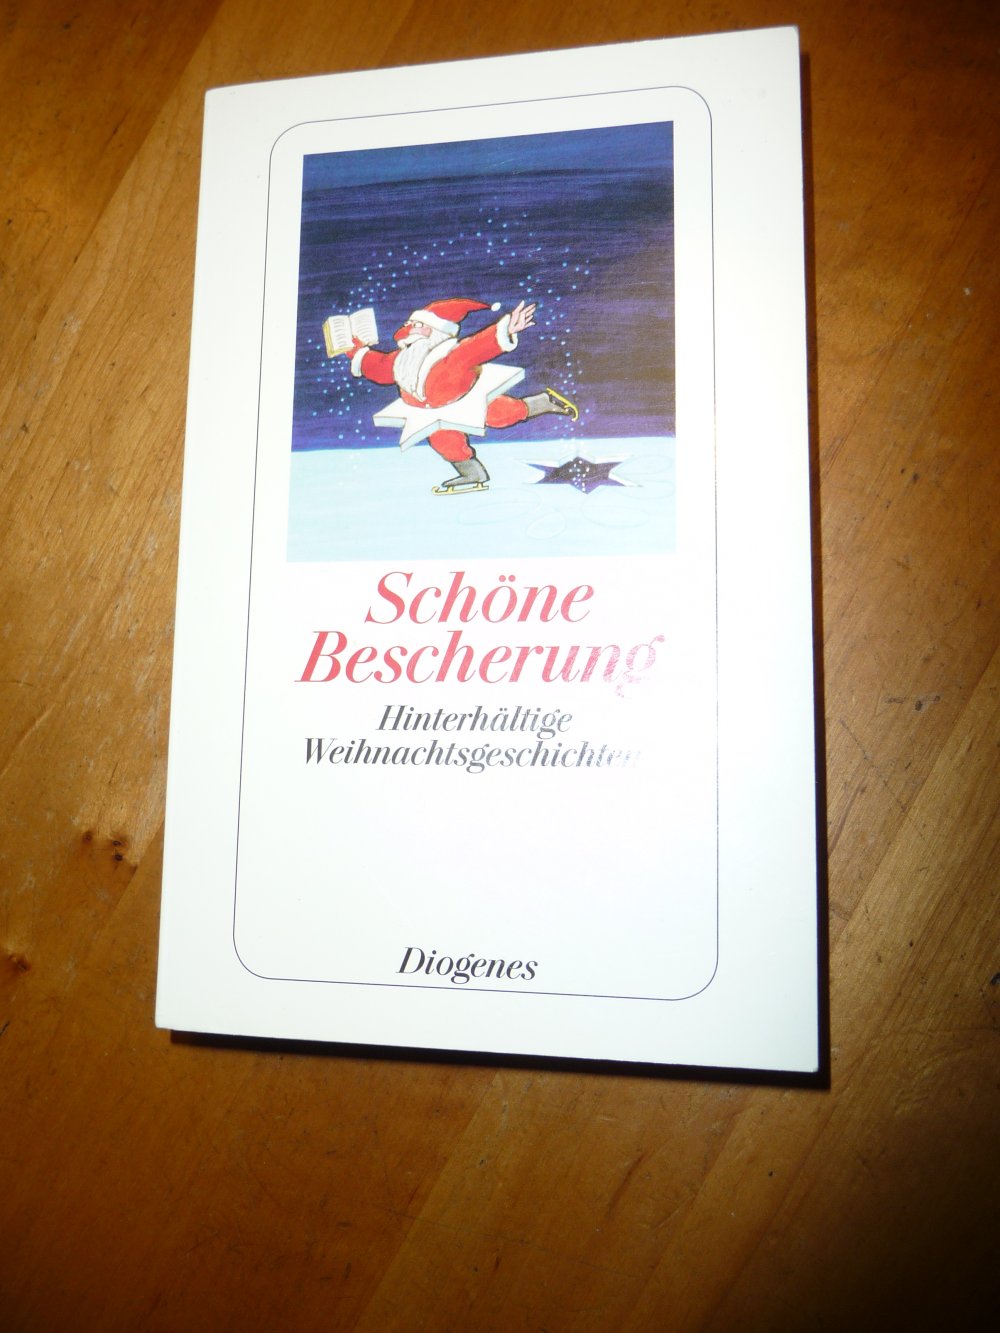 Schöne
Bescherung
Hinterhältige
Weihnachtsgeschichten
Diogenes